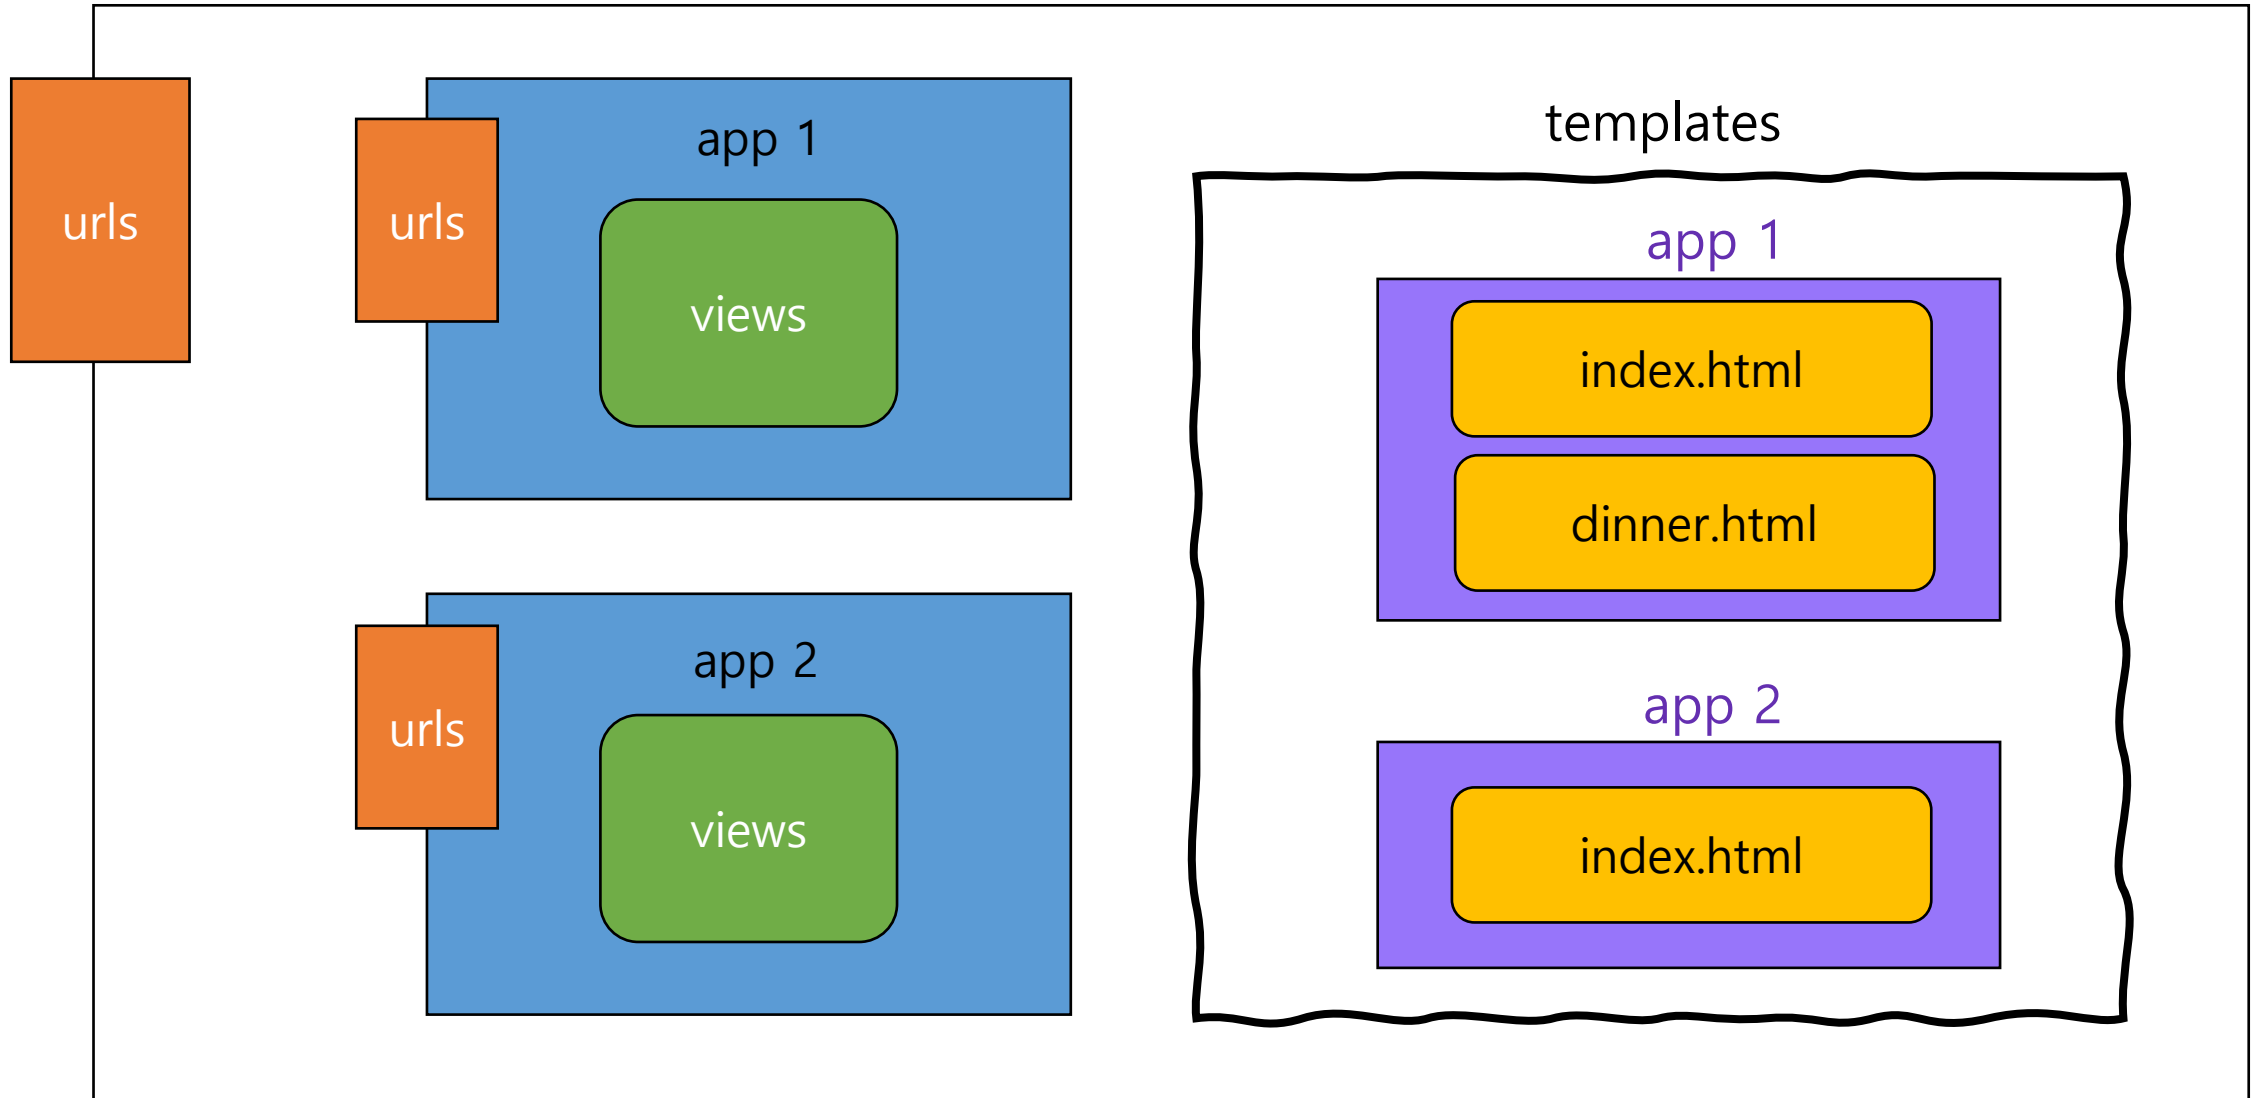 urls
urls
app 1
views
urls
app 2
views
templates
app 1
index.html
dinner.html
app 2
index.html